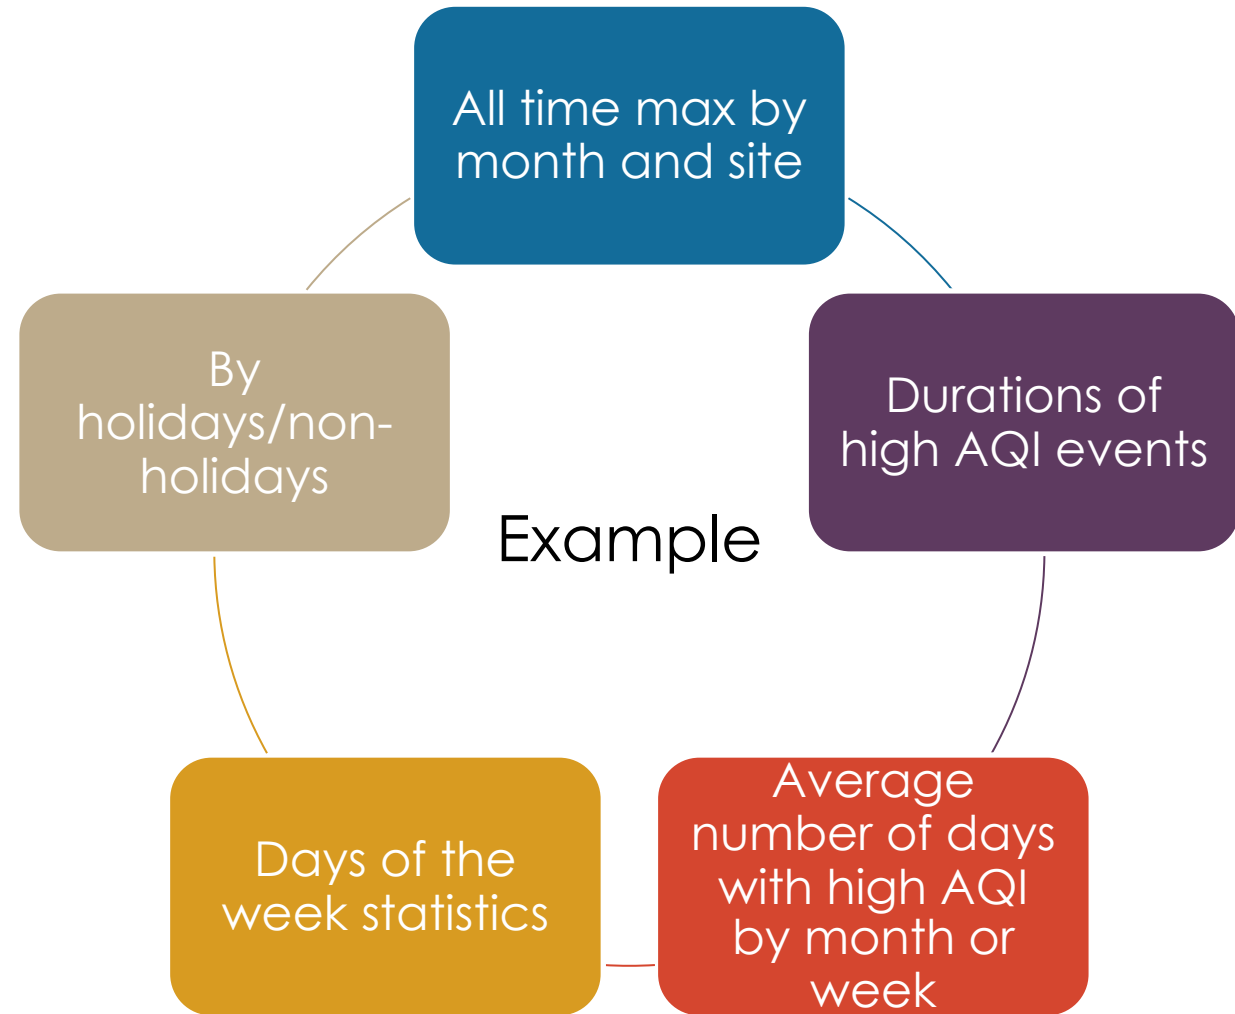 All time max by
month and site
By
holidays/non-
holidays
Durations of
high AQI events
Example
Days of the
week statistics
Average
number of days
with high AQI
by month or
week